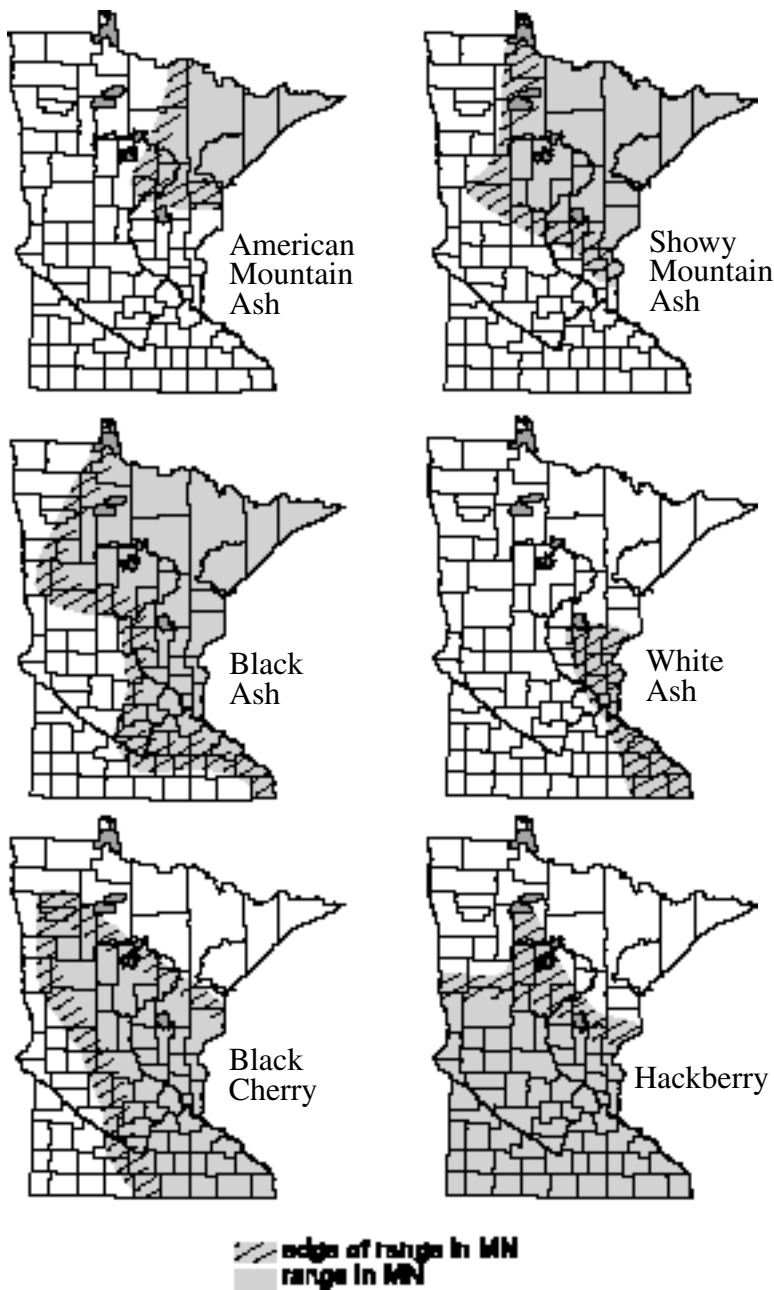 American
Mountain
Ash
Showy
Mountain
Ash
Black
Ash
White
Ash
Black
Cherry
Hackberry
edge of range in MN
range in MN